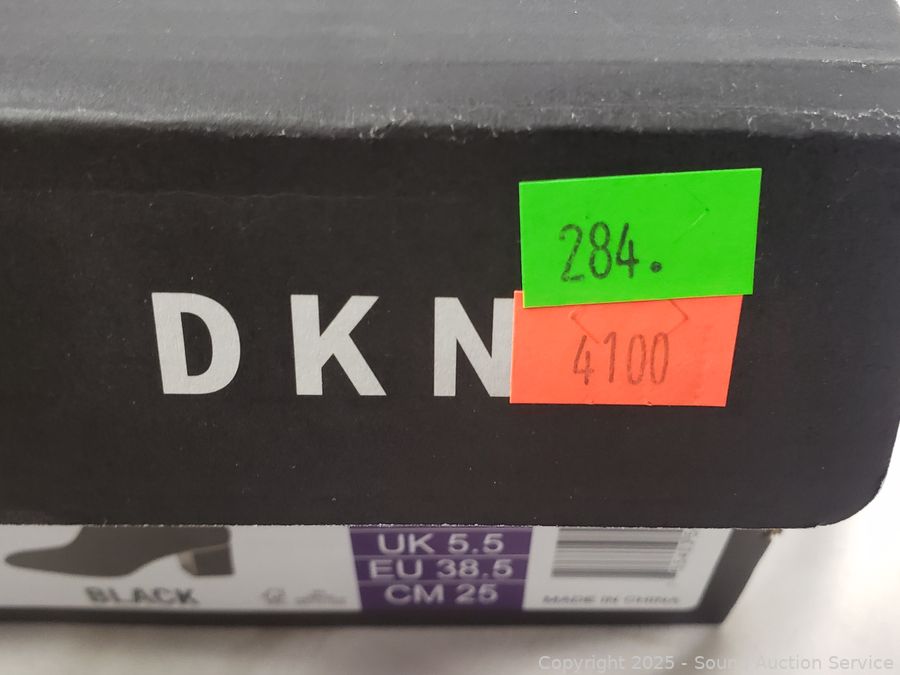 284.
DKN
4100
UK 5.5
EU 38.5
CM 25
BLACK
MADE IN CHINA
Copyright 2025 - Sound Auction Service